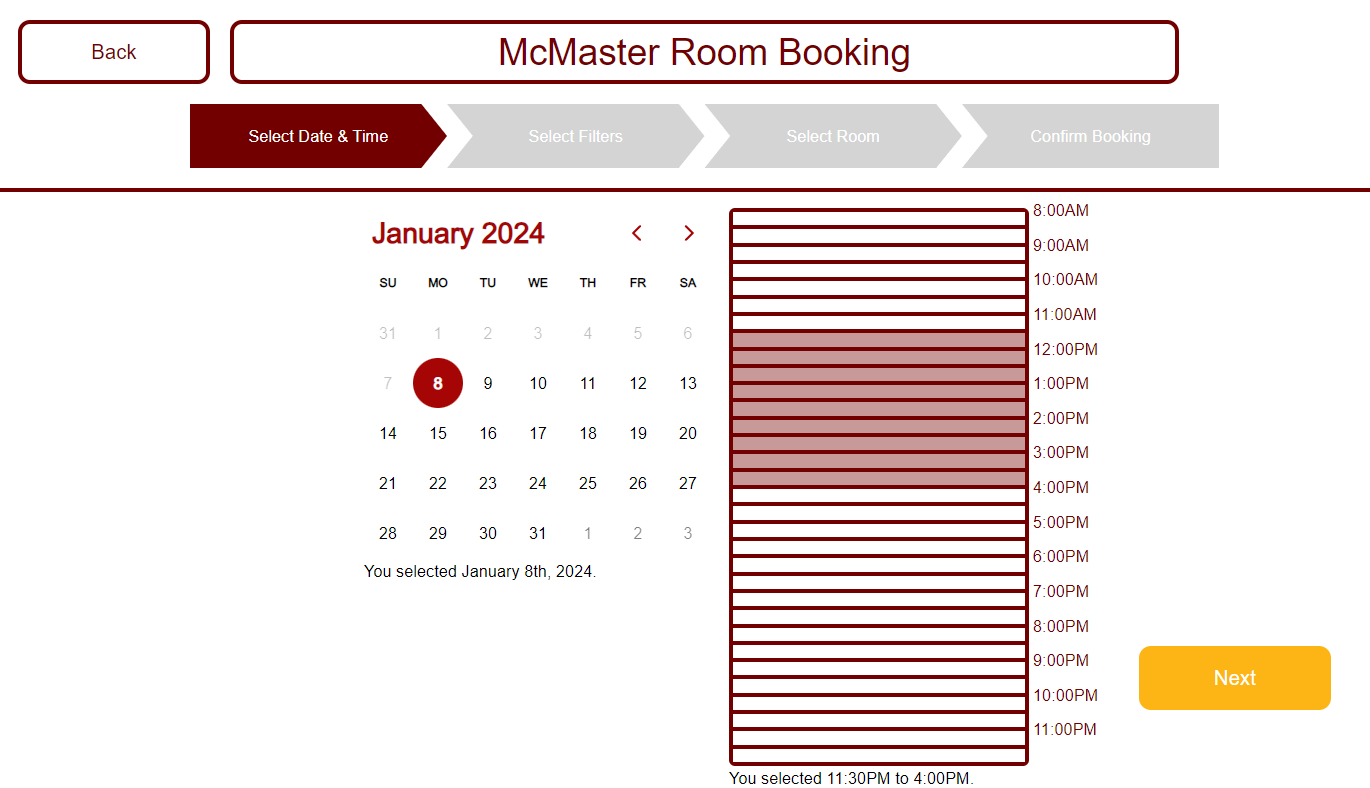 Back
McMaster Room Booking
Select Date & Time
Select Filters
Select Room
Confirm Booking
January 2024
SU MO TU WE TH FR SA
31 1 2 3 4 5 6
7 8 9 10 11 12 13
14 15 16 17 18 19 20
21 22 23 24 25 26 27
28 29 30 31 1 2 3
You selected January 8th, 2024.
8:00AM
9:00AM
10:00AM
11:00AM
12:00PM
1:00PM
2:00PM
3:00PM
4:00PM
5:00PM
6:00PM
7:00PM
8:00PM
9:00PM
10:00PM
11:00PM
You selected 11:30PM to 4:00PM.
Next